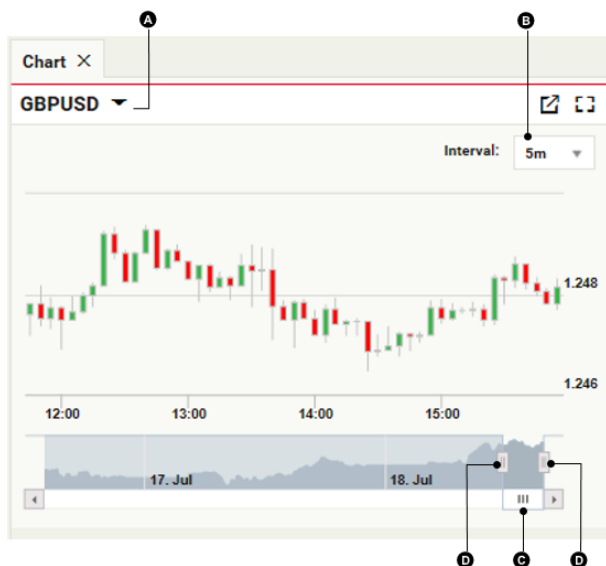 A B
Chart ×
GBPUSD
Interval: 5m
1.248
1.246
12:00 13:00 14:00 15:00
17. Jul 18. Jul
D C D